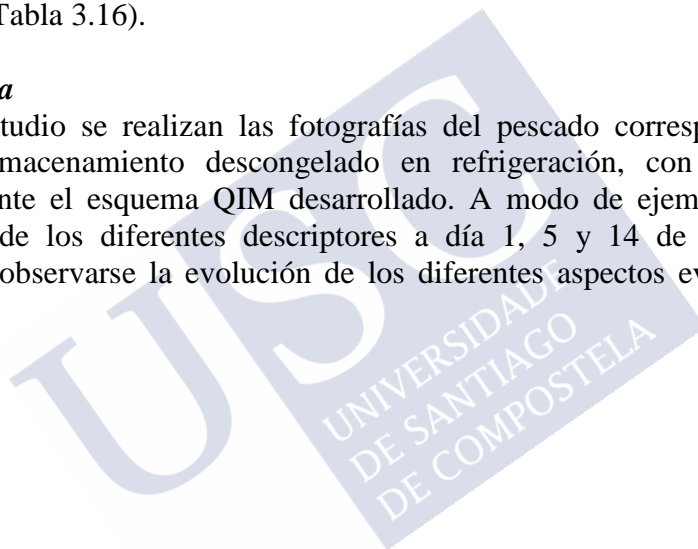 Tabla 3.16).
a
tudio se realizan las fotografías del pescado corresp
macenamiento descongelado en refrigeración, con
nte el esquema QIM desarrollado. A modo de ejem
de los diferentes descriptores a día 1, 5 y 14 de
observarse la evolución de los diferentes aspectos ev
USC
UNIVERSIDADE
DE SANTIAGO
DE COMPOSTELA